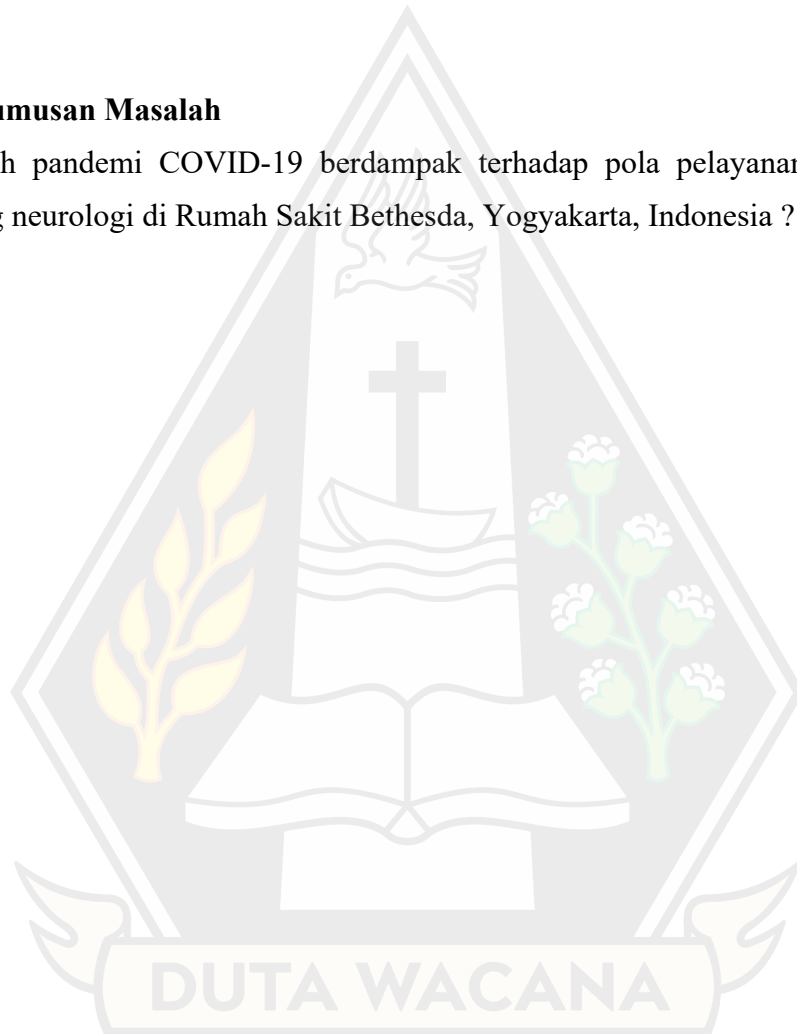 umusan Masalah
h pandemi COVID-19 berdampak terhadap pola pelayanan
g neurologi di Rumah Sakit Bethesda, Yogyakarta, Indonesia ?
DUTA WACANA